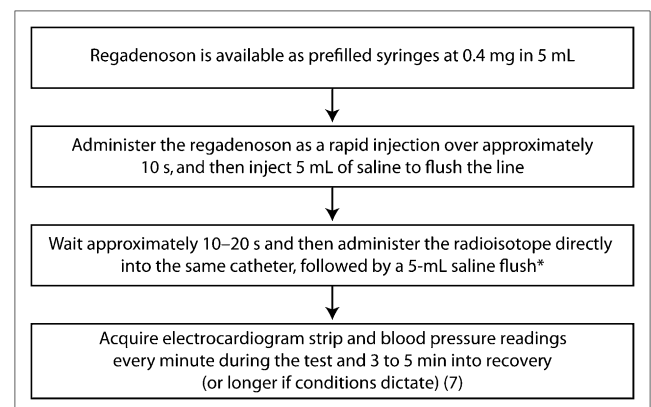 Regadenoson is available as prefilled syringes at 0.4 mg in 5 mL
Administer the regadenoson as a rapid injection over approximately
10 s, and then inject 5 mL of saline to flush the line
Wait approximately 10–20 s and then administer the radioisotope directly
into the same catheter, followed by a 5-mL saline flush*
Acquire electrocardiogram strip and blood pressure readings
every minute during the test and 3 to 5 min into recovery
(or longer if conditions dictate) (7)